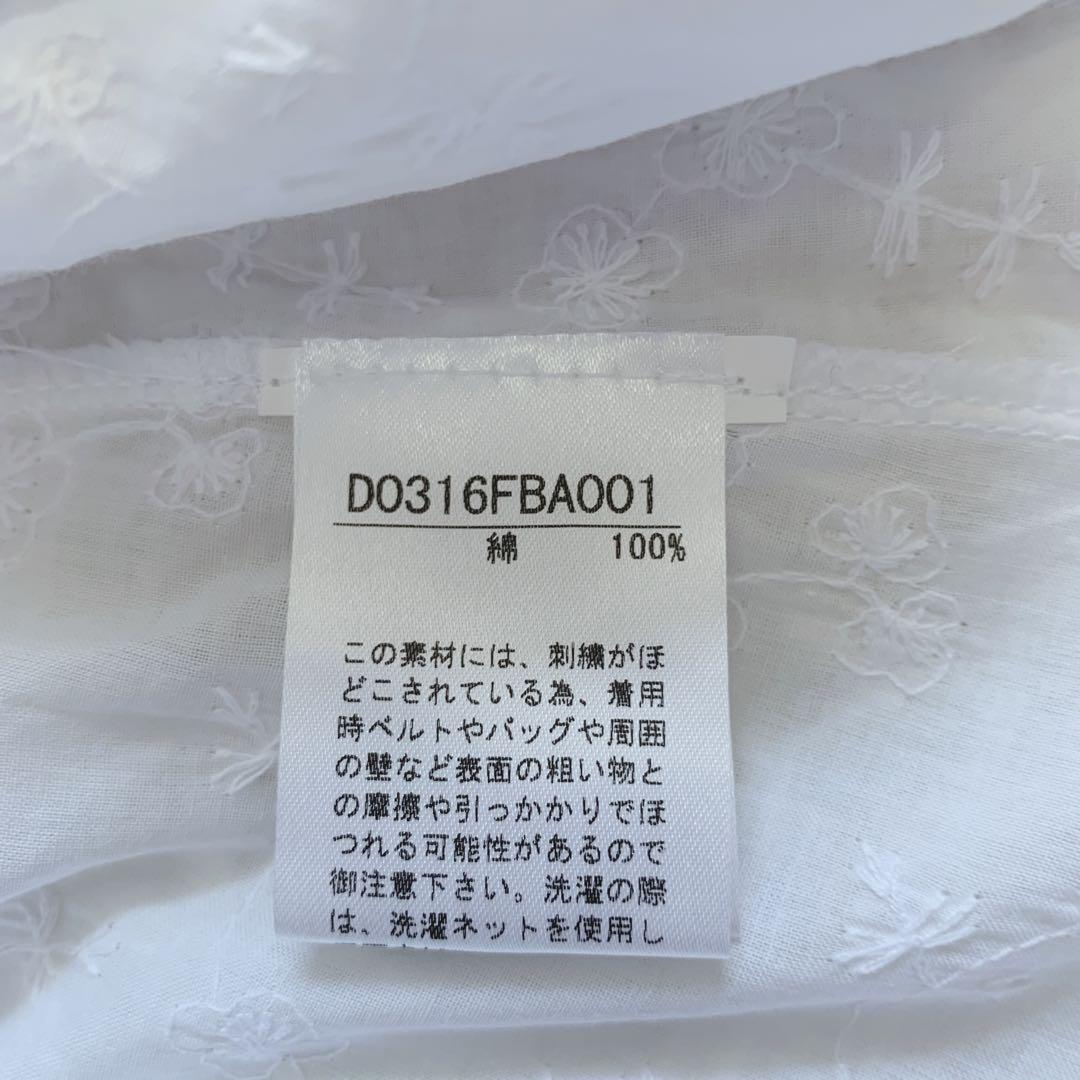 D0316FBA001
綿 100%
この素材には、刺繍がほ
どこされている為、着用
時ベルトやバッグや周囲
の壁など表面の粗い物と
の摩擦や引っかかりでほ
つれる可能性があるので
御注意下さい。洗濯の際
は、洗濯ネットを使用し